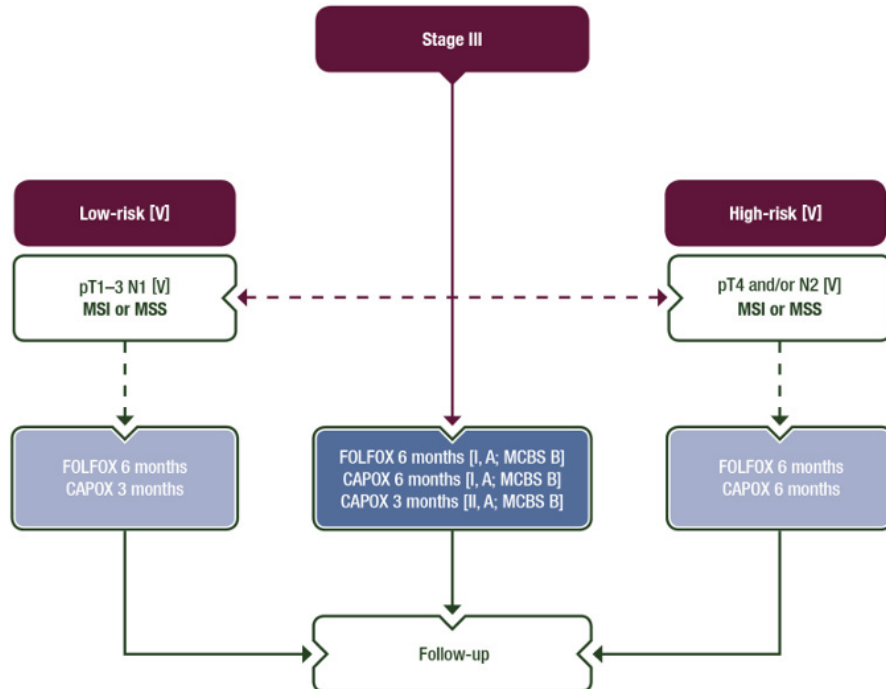 Stage III
Low-risk [V]
High-risk [V]
pT1–3 N1 [V]
MSI or MSS
pT4 and/or N2 [V]
MSI or MSS
FOLFOX 6 months
CAPOX 3 months
FOLFOX 6 months [I, A; MCBS B]
CAPOX 6 months [I, A; MCBS B]
CAPOX 3 months [II, A; MCBS B]
FOLFOX 6 months
CAPOX 6 months
Follow-up